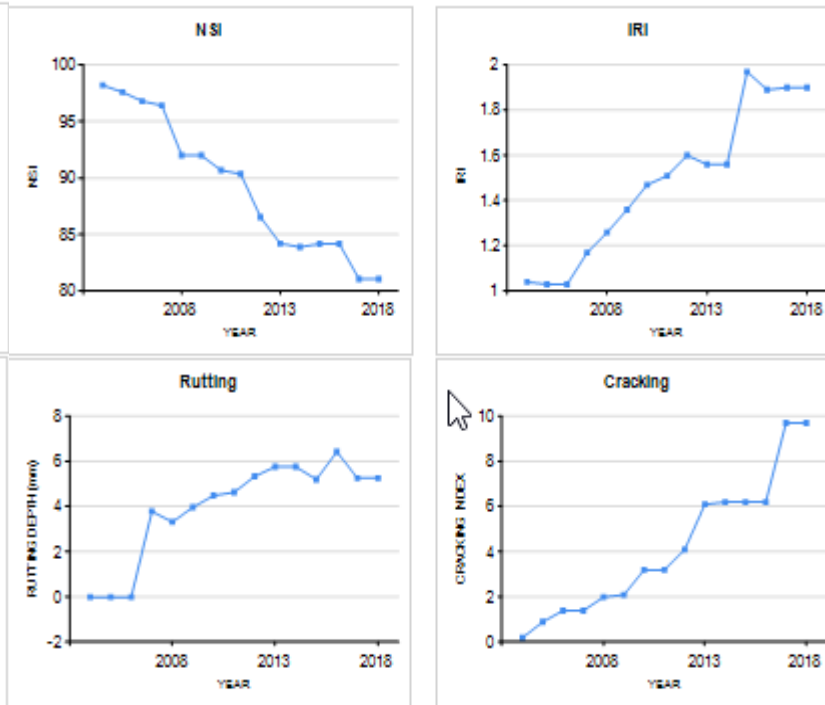 NSI
100
95
90
85
80
NSI
2008 2013 2018
YEAR
IRI
2
1.8
1.6
1.4
1.2
1
IRI
2008 2013 2018
YEAR
Rutting
8
6
4
2
0
-2
RUTTING DEPTH (mm)
2008 2013 2018
YEAR
Cracking
10
8
6
4
2
0
CRACKING INDEX
2008 2013 2018
YEAR